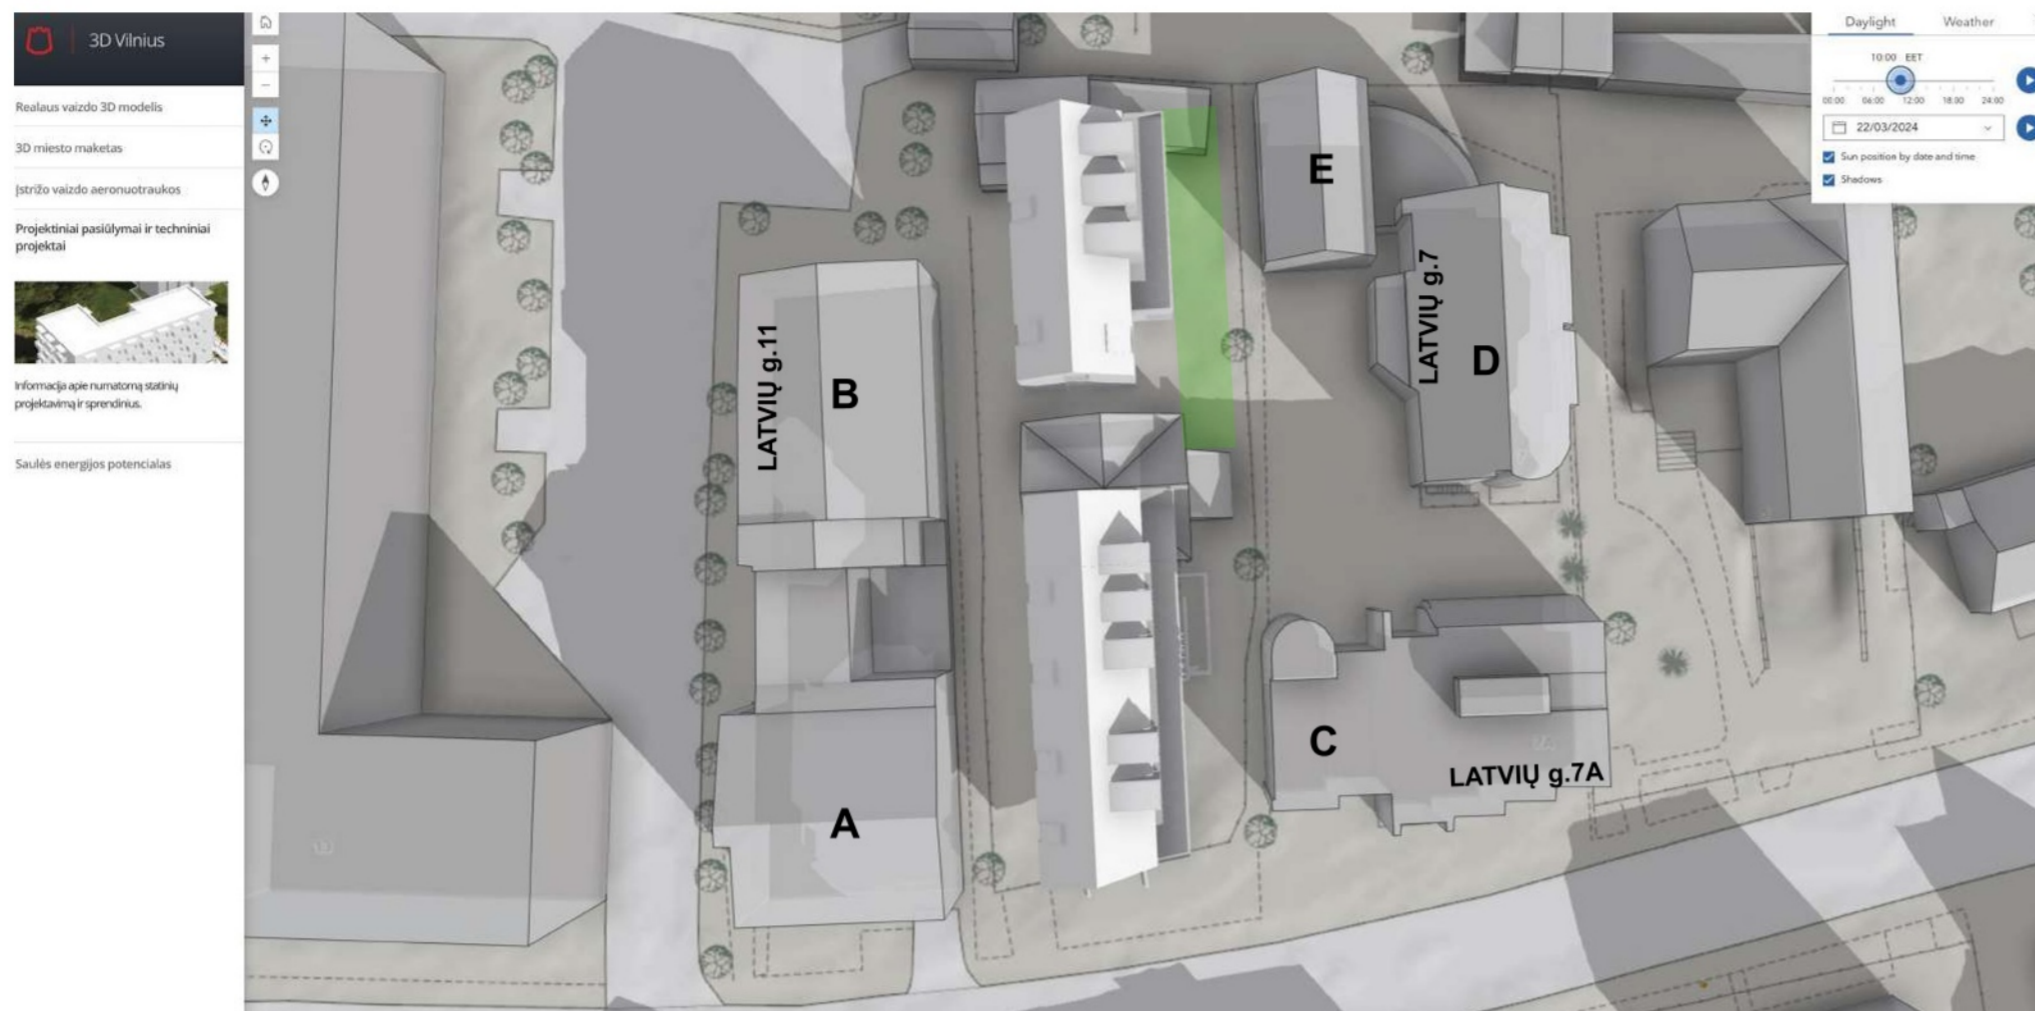 3D Vilnius
Realaus vaizdo 3D modelis
3D miesto maketas
Įstrižo vaizdo aeronuotraukos
Projektiniai pasiūlymai ir techniniai
projektai
Informacija apie numatomą statinių
projektavimą ir sprendinius.
Saulės energijos potencialas
Daylight Weather
10:00 EET
00:00 06:00 12:00 18:00 24:00
22/03/2024
Sun position by date and time
Shadows
E
LATVIŲ g.7
D
LATVIŲ g.11
B
C
LATVIŲ g.7A
A